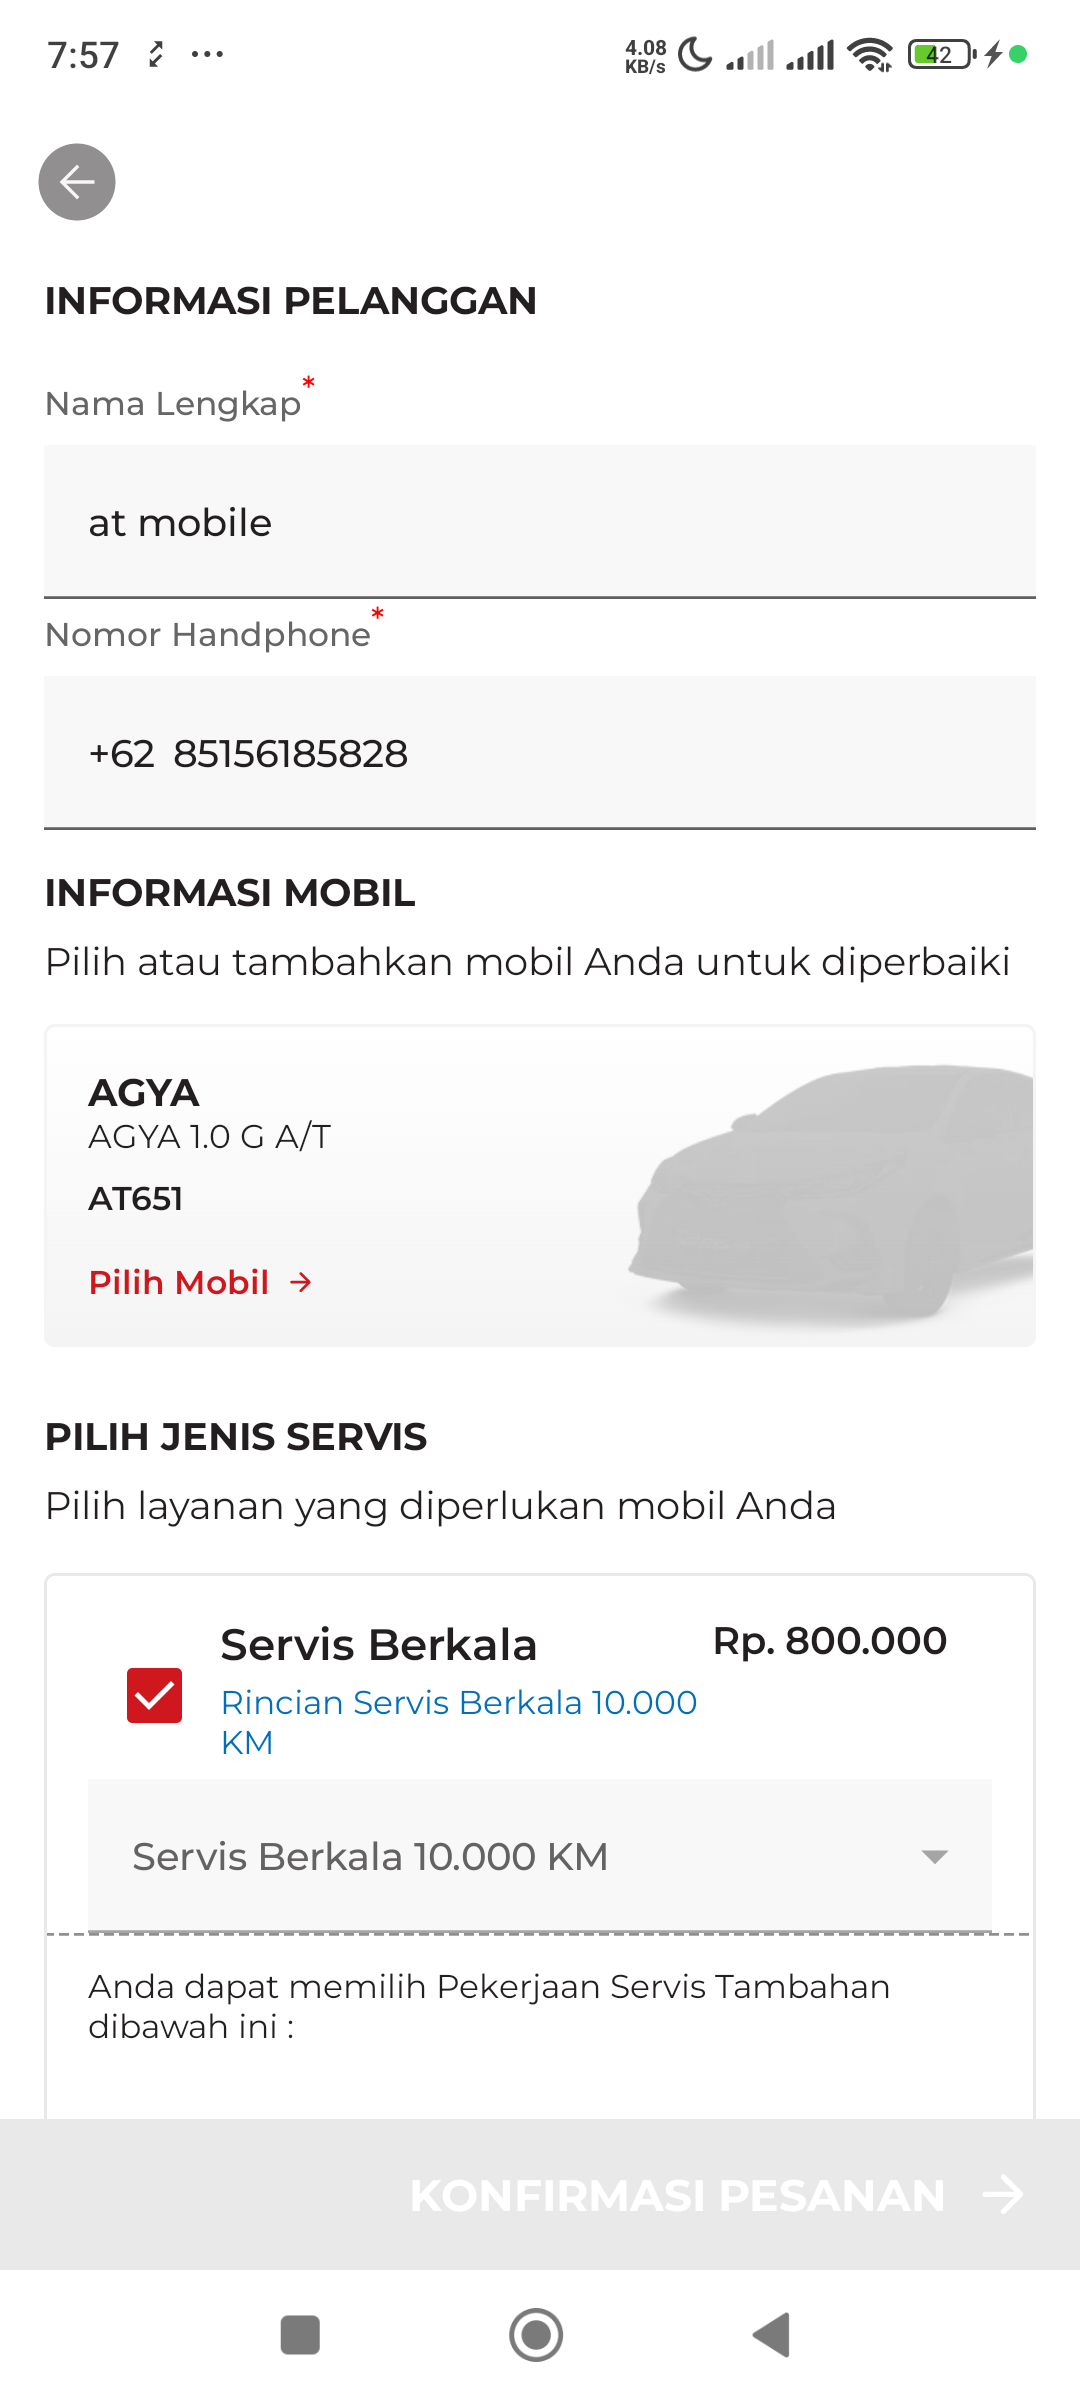 7:57
4.08
KB/s
42
INFORMASI PELANGGAN
Nama Lengkap*
at mobile
Nomor Handphone*
+62 85156185828
INFORMASI MOBIL
Pilih atau tambahkan mobil Anda untuk diperbaiki
AGYA
AGYA 1.0 G A/T
AT651
Pilih Mobil →
PILIH JENIS SERVIS
Pilih layanan yang diperlukan mobil Anda
Servis Berkala
Rp. 800.000
Rincian Servis Berkala 10.000
KM
Servis Berkala 10.000 KM
Anda dapat memilih Pekerjaan Servis Tambahan
dibawah ini :
KONFIRMASI PESANAN →